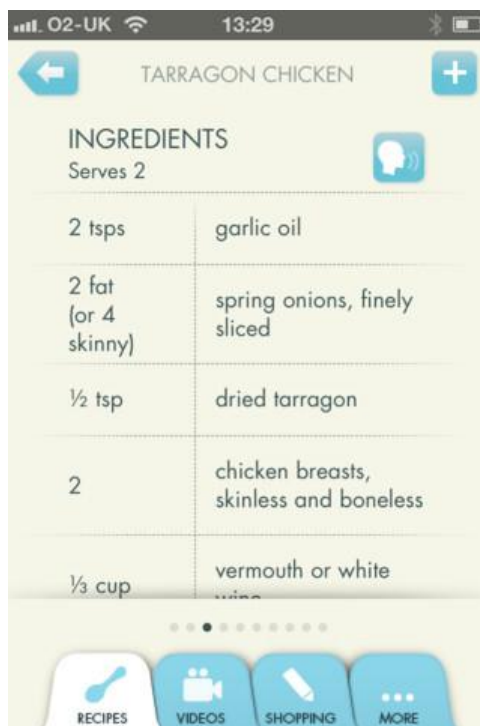 O2-UK 13:29
TARRAGON CHICKEN
INGREDIENTS
Serves 2
2 tsps garlic oil
2 fat
(or 4
skinny)
spring onions, finely
sliced
½ tsp dried tarragon
2
chicken breasts,
skinless and boneless
⅓ cup
vermouth or white
wine
RECIPES VIDEOS SHOPPING MORE